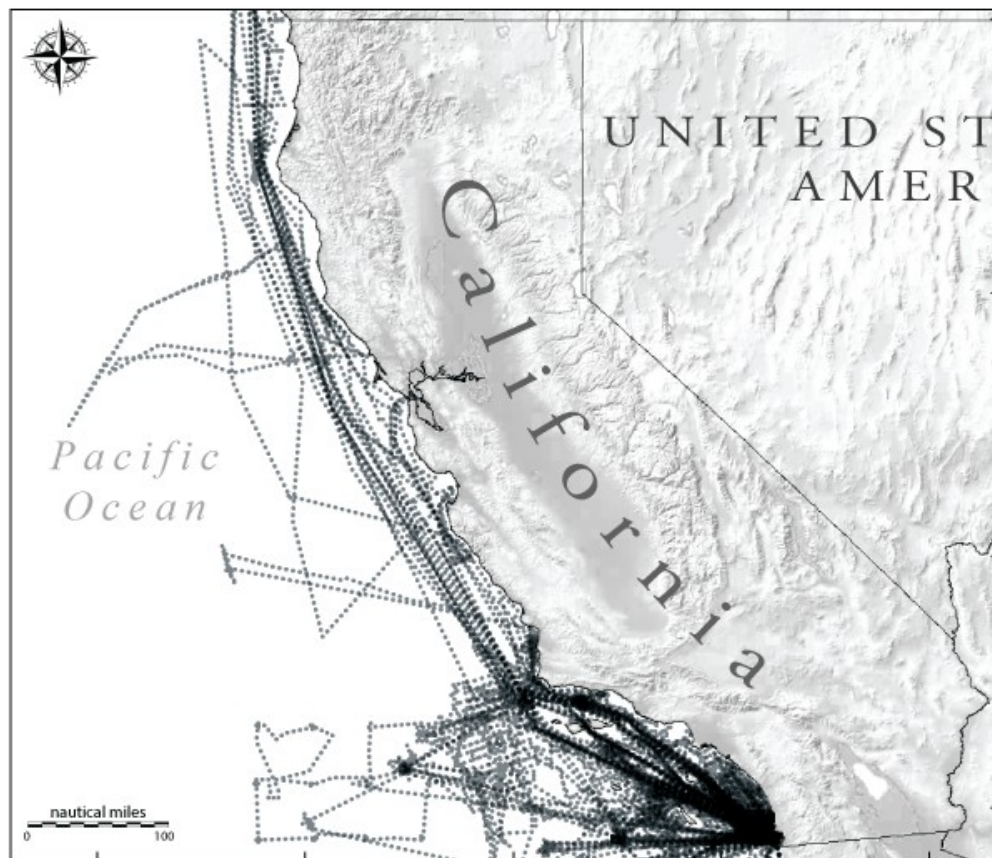 UNITED ST
AMER
California
Pacific
Ocean
nautical miles
0 100